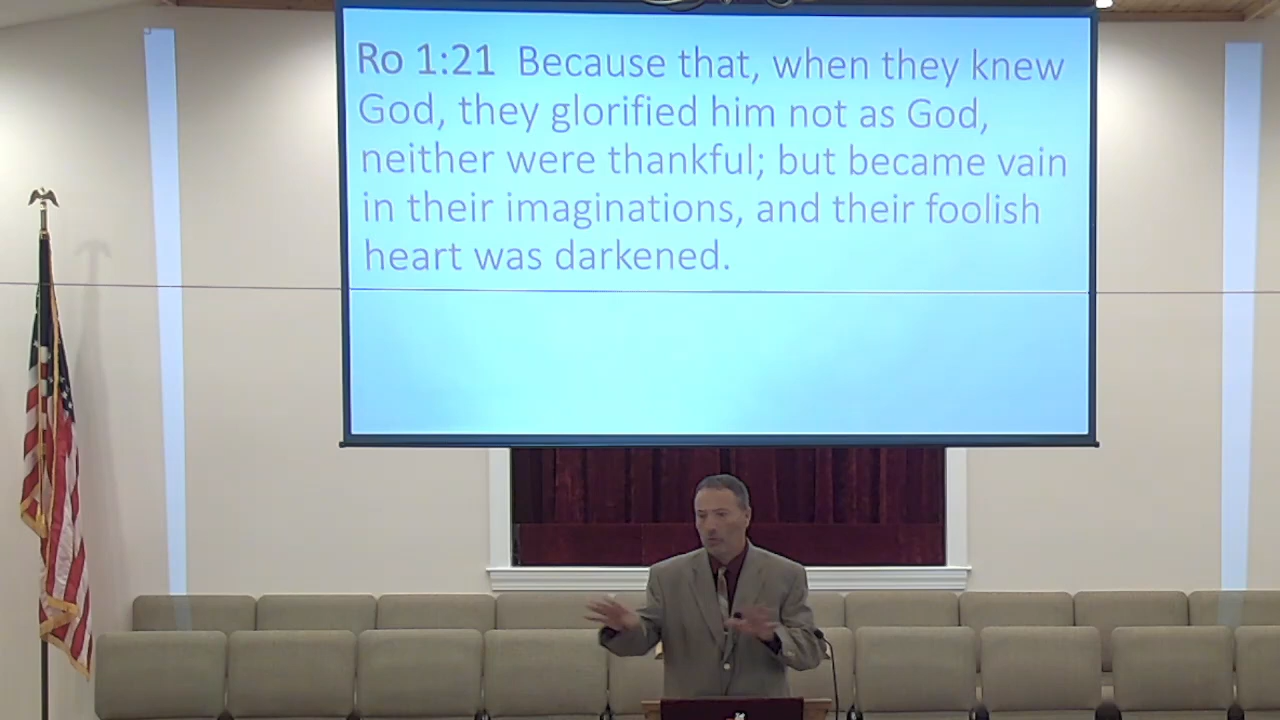 Ro 1:21 Because that, when they knew
God, they glorified him not as God,
neither were thankful; but became vain
in their imaginations, and their foolish
heart was darkened.